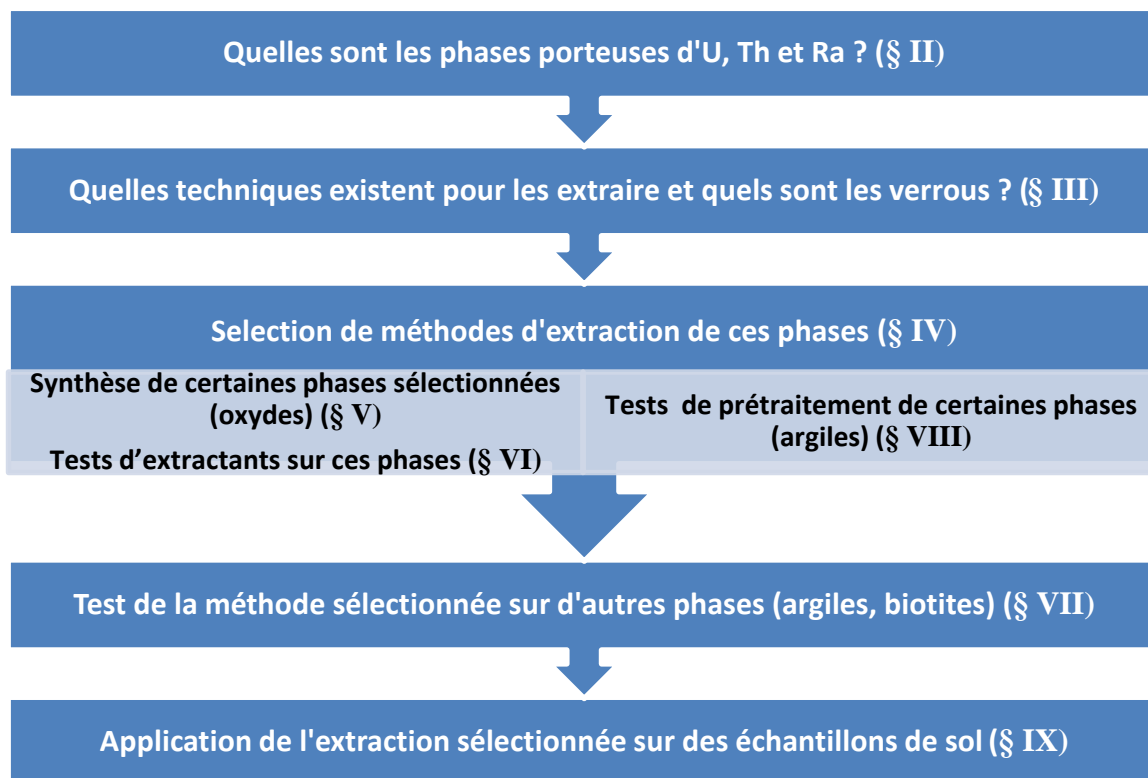 Quelles sont les phases porteuses d'U, Th et Ra ? (§ II)
Quelles techniques existent pour les extraire et quels sont les verrous ? (§ III)
Selection de méthodes d'extraction de ces phases (§ IV)
Synthèse de certaines phases sélectionnées
(oxydes) (§ V)
Tests d’extractants sur ces phases (§ VI)
Tests de prétraitement de certaines phases
(argiles) (§ VIII)
Test de la méthode sélectionnée sur d'autres phases (argiles, biotites) (§ VII)
Application de l'extraction sélectionnée sur des échantillons de sol (§ IX)